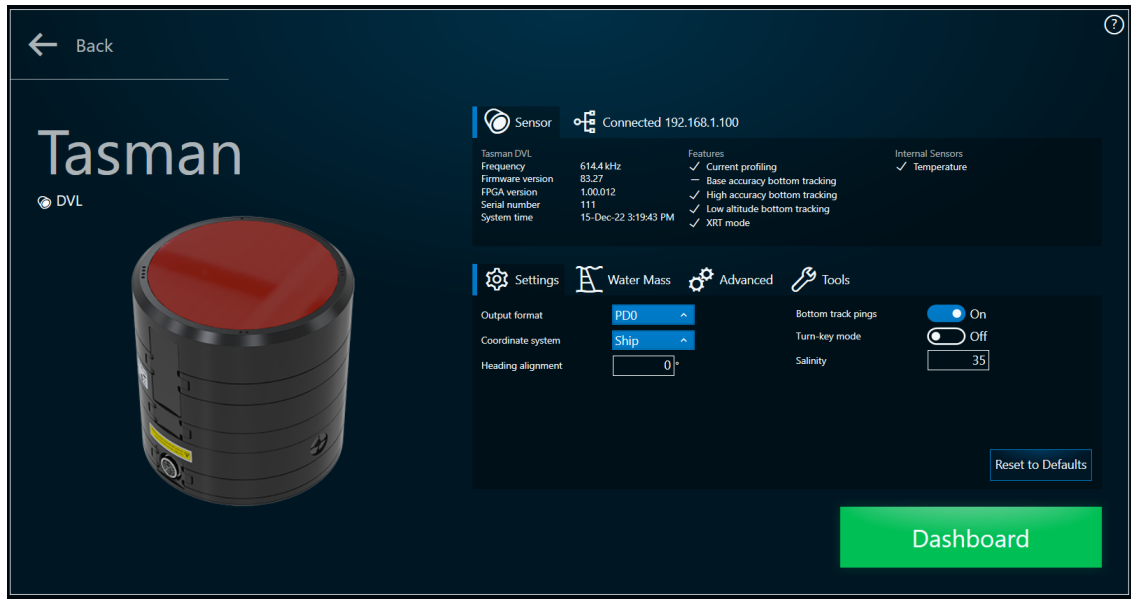 ?
Back
Tasman
DVL
Sensor
Connected 192.168.1.100
Tasman DVL
Frequency 614.4 kHz
Firmware version 83.27
FPGA version 1.00.012
Serial number 111
System time 15-Dec-22 3:19:43 PM
Features
Current profiling
Base accuracy bottom tracking
High accuracy bottom tracking
Low altitude bottom tracking
XRT mode
Internal Sensors
Temperature
Settings
Water Mass
Advanced
Tools
Output format PD0
Coordinate system Ship
Heading alignment 0°
Bottom track pings On
Turn-key mode Off
Salinity 35
Reset to Defaults
Dashboard